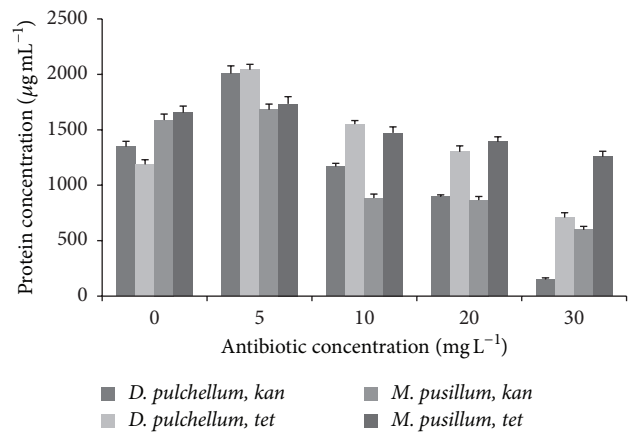 2500
2000
1500
1000
500
0
Protein concentration (μg mL⁻¹)
0 5 10 20 30
Antibiotic concentration (mg L⁻¹)
D. pulchellum, kan
D. pulchellum, tet
M. pusillum, kan
M. pusillum, tet